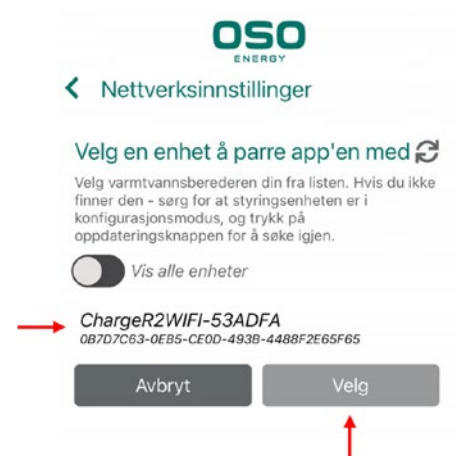 OSO
ENERGY
Nettverksinnstillinger
Velg en enhet å parre app'en med
Velg varmtvannsberederen din fra listen. Hvis du ikke
finner den - sørg for at styringsenheten er i
konfigurasjonsmodus, og trykk på
oppdateringsknappen for å søke igjen.
Vis alle enheter
ChargeR2WIFI-53ADFA
0B7D7C63-0EB5-CE0D-493B-4488F2E65F65
Avbryt Velg